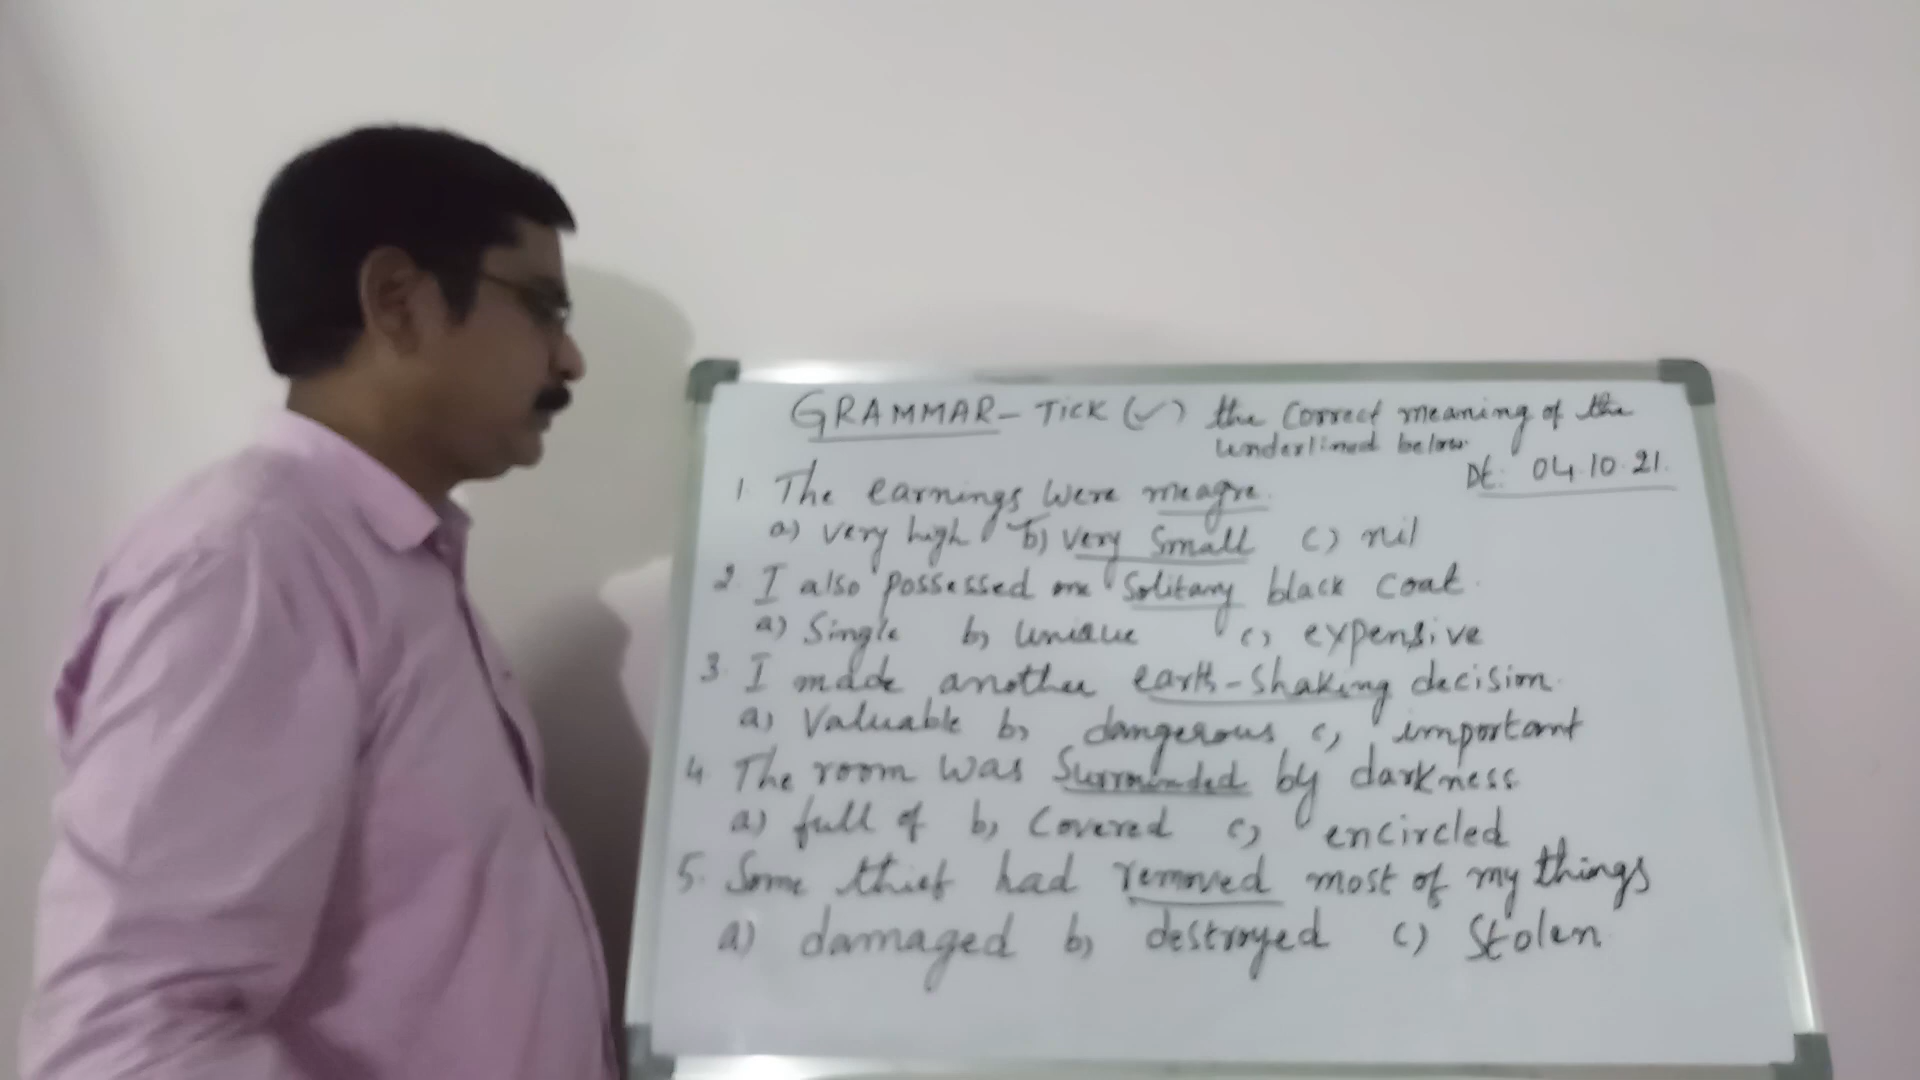 GRAMMAR - TICK (✓) the correct meaning of the
underlined below
Dt: 04.10.21.
1. The earnings were meagre.
a) very high b) very small c) nil
2. I also possessed one solitary black coat.
a) Single b) unique c) expensive
3. I made another earth-shaking decision.
a) Valuable b) dangerous c) important
4. The room was surrounded by darkness
a) full of b) covered c) encircled
5. Some thief had removed most of my things
a) damaged b) destroyed c) stolen